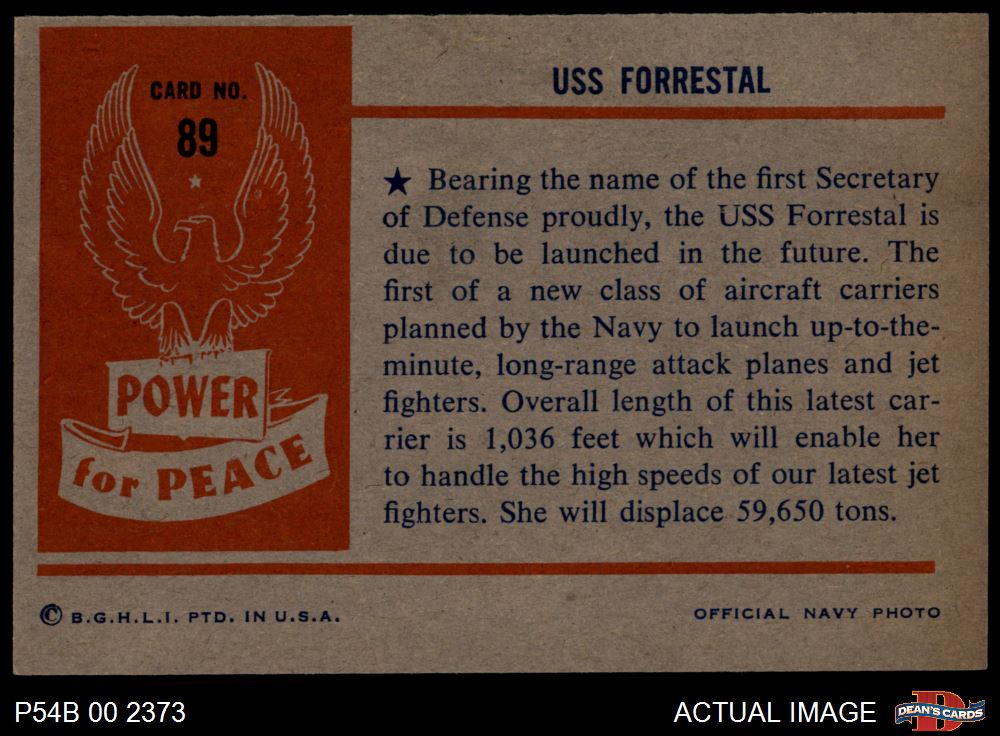 CARD NO.
89
POWER
for PEACE
USS FORRESTAL
★ Bearing the name of the first Secretary
of Defense proudly, the USS Forrestal is
due to be launched in the future. The
first of a new class of aircraft carriers
planned by the Navy to launch up-to-the-
minute, long-range attack planes and jet
fighters. Overall length of this latest car-
rier is 1,036 feet which will enable her
to handle the high speeds of our latest jet
fighters. She will displace 59,650 tons.
© B.G.H.L.I. PTD. IN U.S.A.
OFFICIAL NAVY PHOTO
P54B 00 2373
ACTUAL IMAGE
D
DEAN'S CARDS